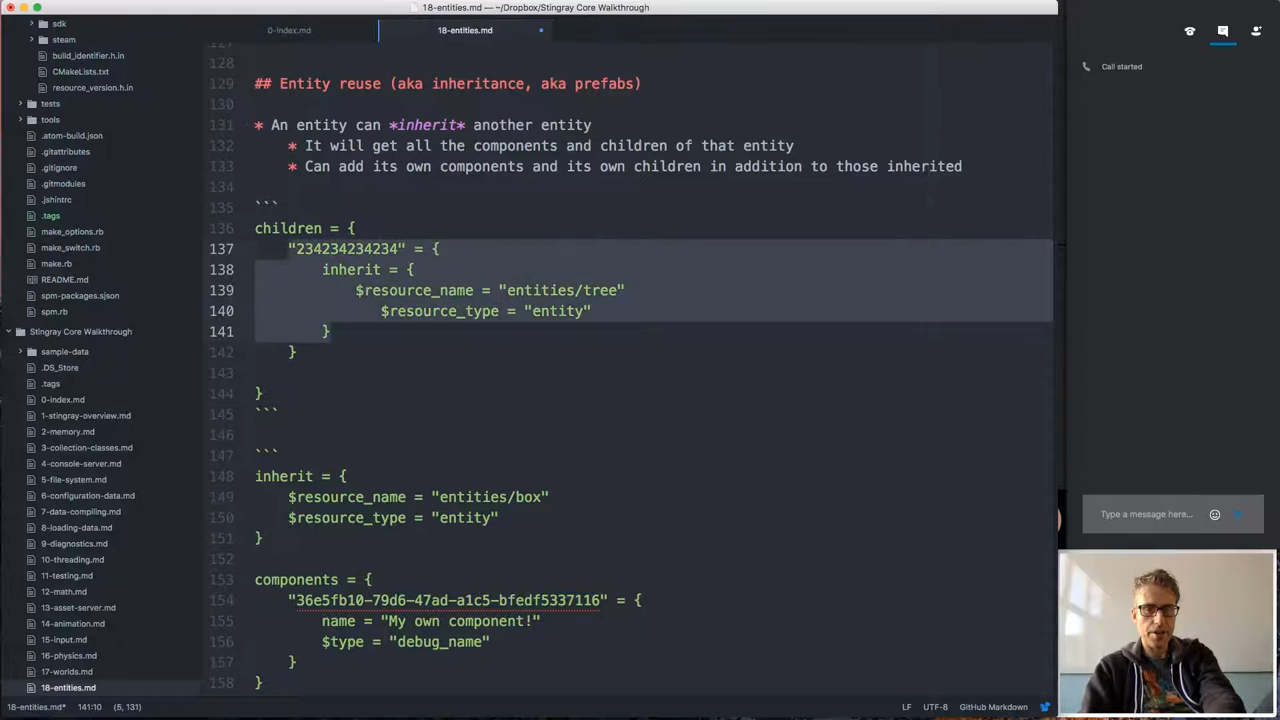 18-entities.md — ~/Dropbox/Stingray Core Walkthrough
sdk
steam
build_identifier.h.in
CMakeLists.txt
resource_version.h.in
tests
tools
.atom-build.json
.gitattributes
.gitignore
.gitmodules
.jshintrc
.tags
make_options.rb
make_switch.rb
make.rb
README.md
spm-packages.sjson
spm.rb
Stingray Core Walkthrough
sample-data
.DS_Store
.tags
0-index.md
1-stingray-overview.md
2-memory.md
3-collection-classes.md
4-console-server.md
5-file-system.md
6-configuration-data.md
7-data-compiling.md
8-loading-data.md
9-diagnostics.md
10-threading.md
11-testing.md
12-math.md
13-asset-server.md
14-animation.md
15-input.md
16-physics.md
17-worlds.md
18-entities.md
0-index.md
18-entities.md
127
128
129 ## Entity reuse (aka inheritance, aka prefabs)
130
131 * An entity can *inherit* another entity
132 * It will get all the components and children of that entity
133 * Can add its own components and its own children in addition to those inherited
134
135 ```
136 children = {
137 "234234234234" = {
138 inherit = {
139 $resource_name = "entities/tree"
140 $resource_type = "entity"
141 }
142 }
143
144 }
145 ```
146
147 ```
148 inherit = {
149 $resource_name = "entities/box"
150 $resource_type = "entity"
151 }
152
153 components = {
154 "36e5fb10-79d6-47ad-a1c5-bfedf5337116" = {
155 name = "My own component!"
156 $type = "debug_name"
157 }
158 }
18-entities.md* 141:10 (5, 131)
LF UTF-8 GitHub Markdown
Call started
Type a message here...